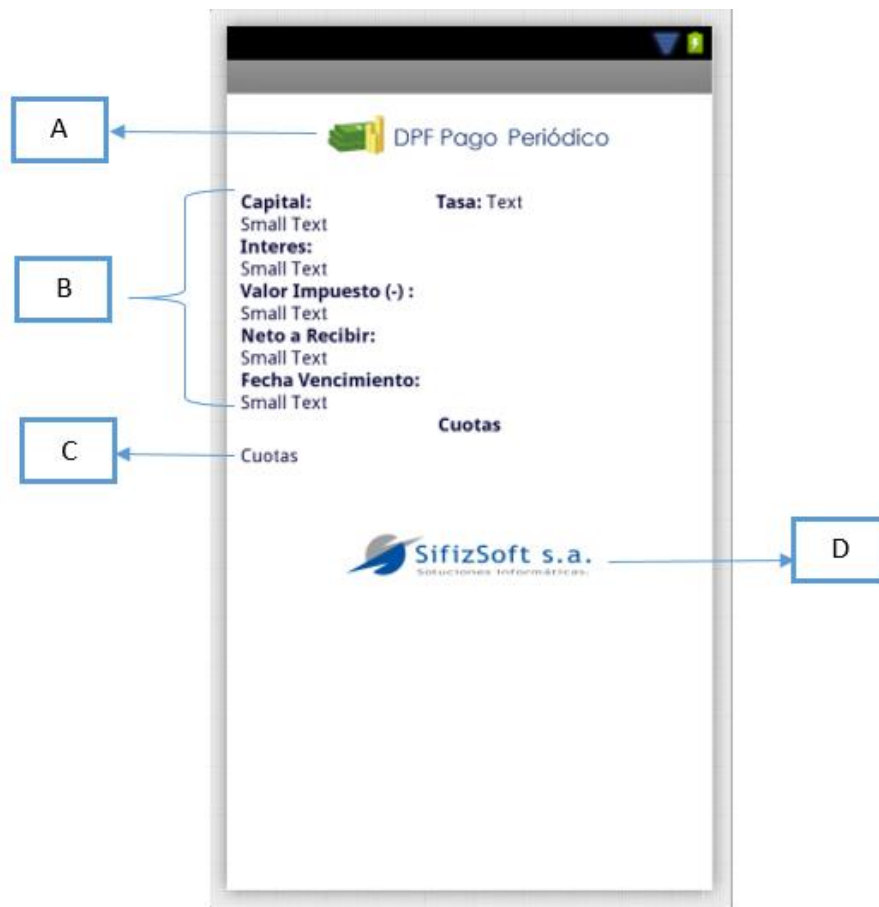 A
DPF Pago Periódico
Capital: Tasa: Text
Small Text
Interes:
Small Text
B
Valor Impuesto (-) :
Small Text
Neto a Recibir:
Small Text
Fecha Vencimiento:
Small Text
Cuotas
C
Cuotas
SifizSoft s.a.
Soluciones Informáticas.
D